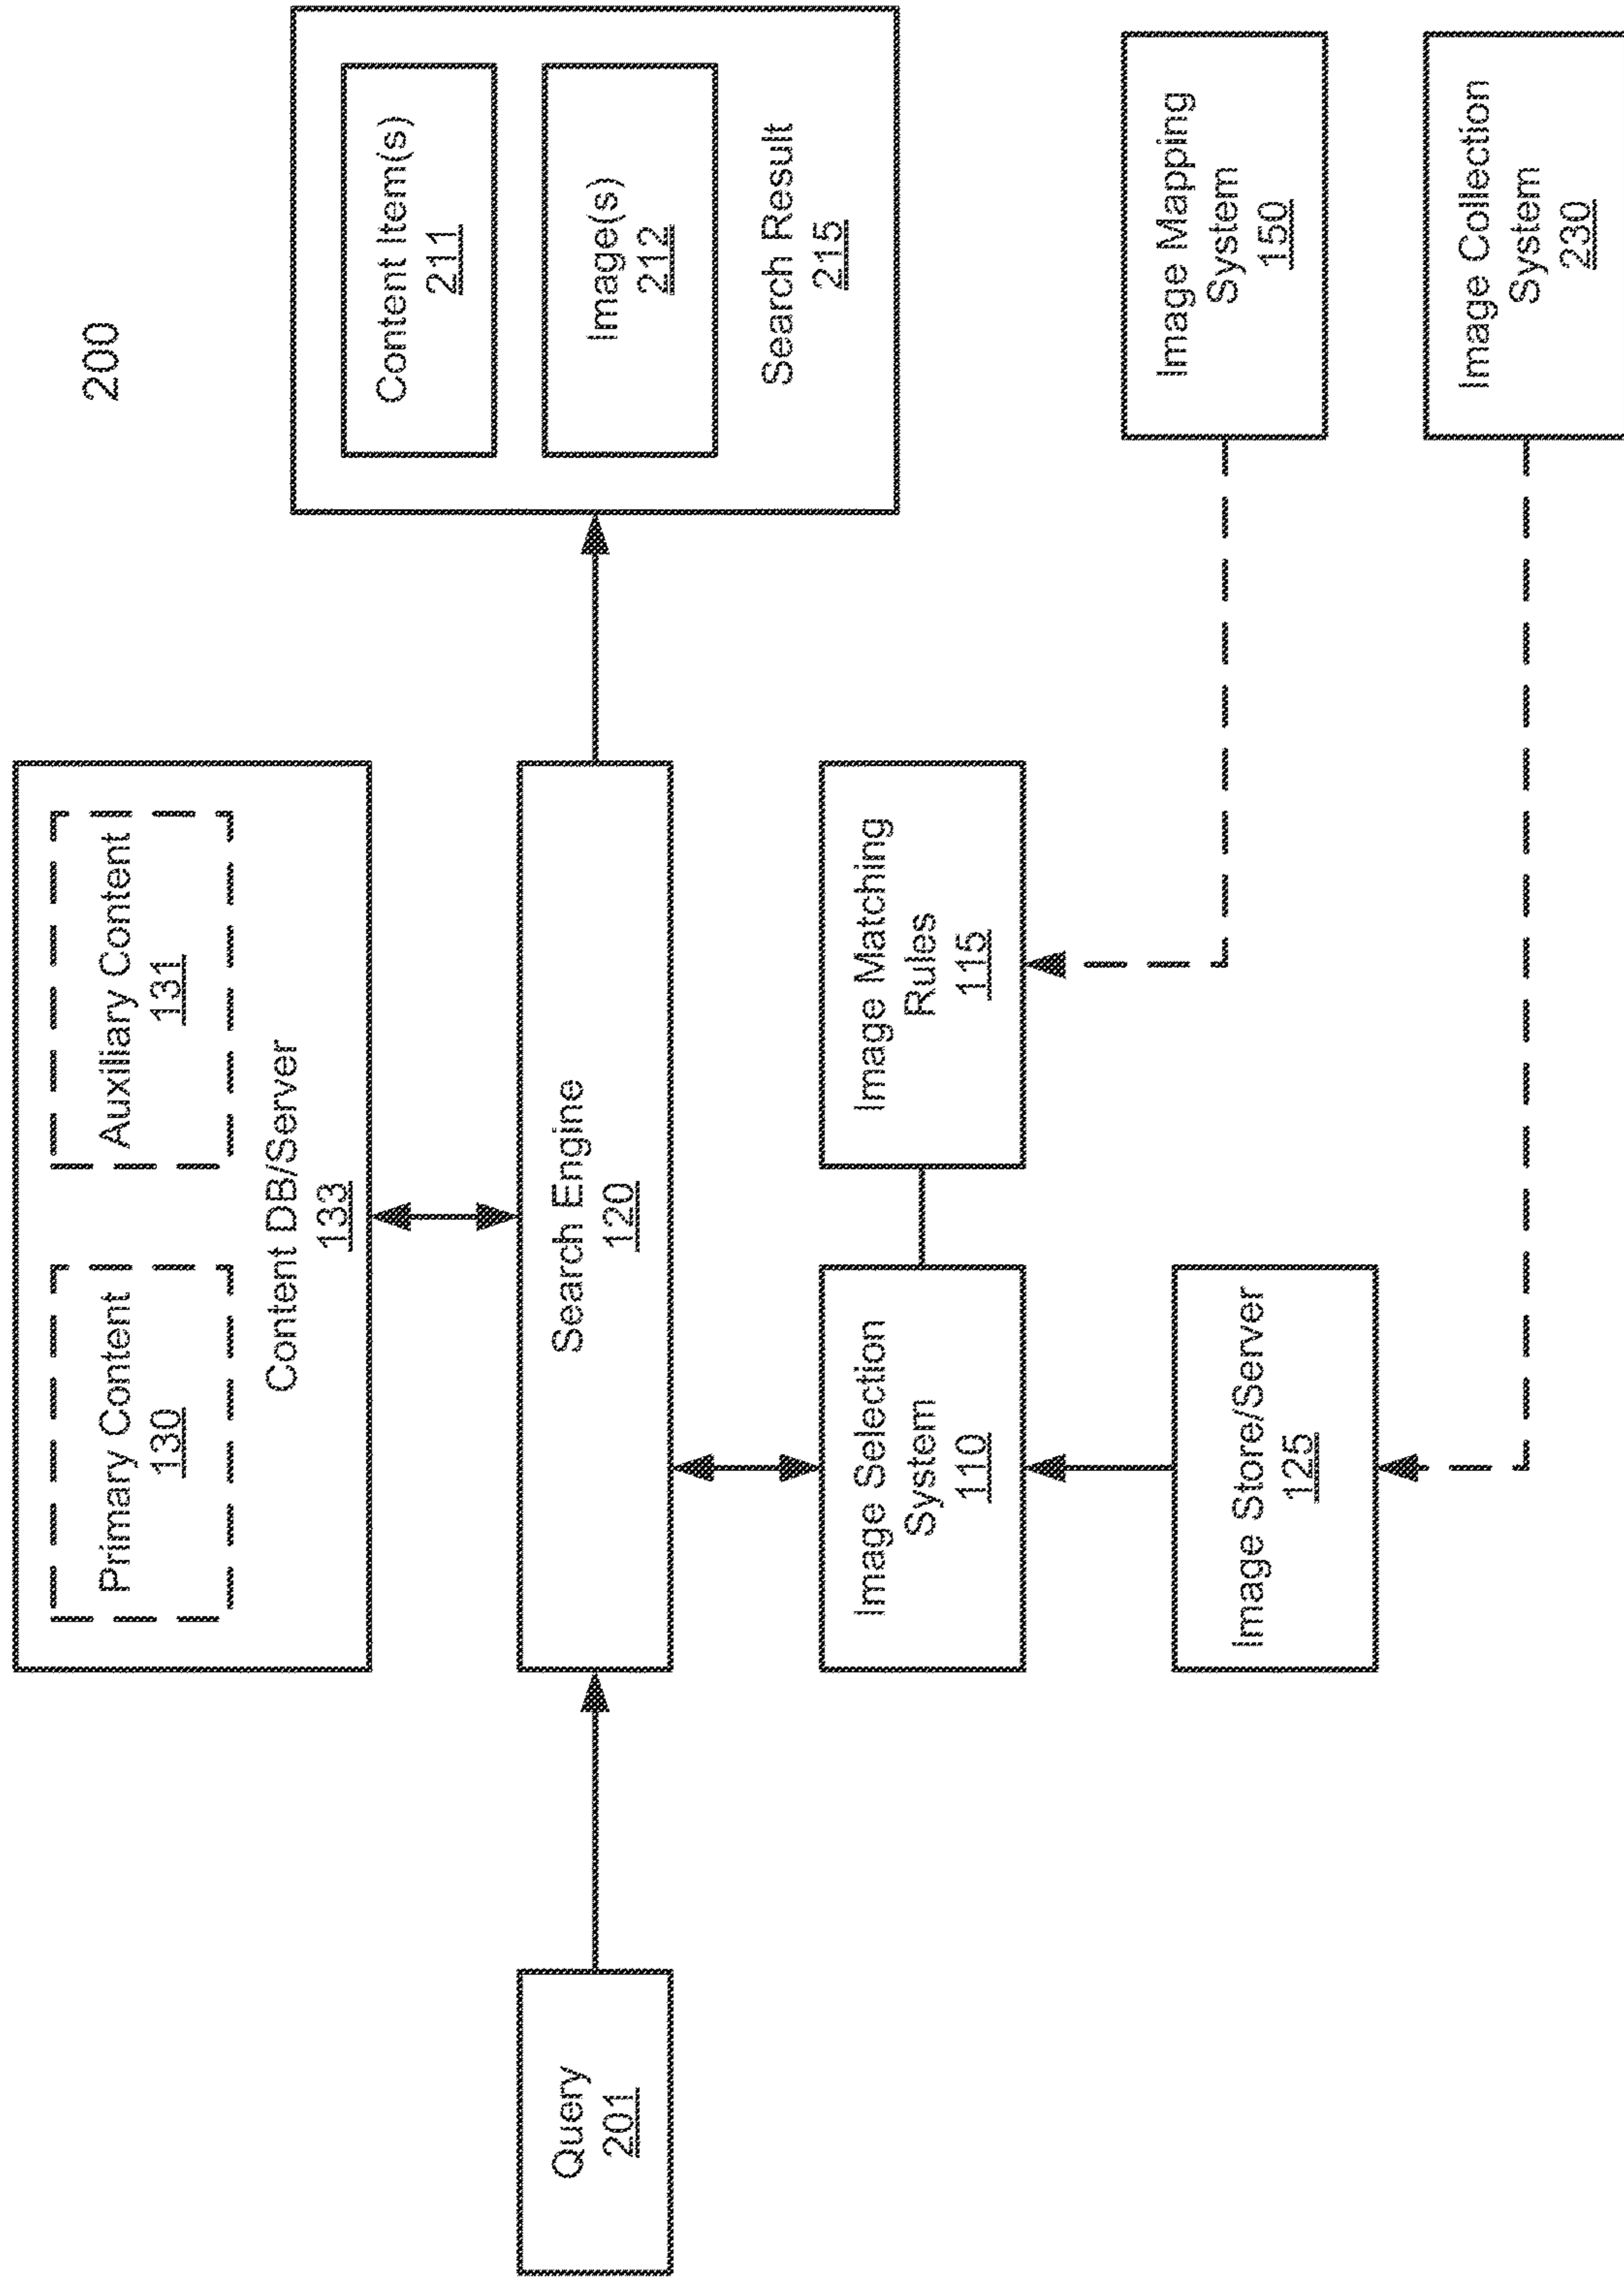 200
Primary Content
130
Auxiliary Content
131
Content DB/Server
133
Content Item(s)
211
Image(s)
212
Search Result
215
Query
201
Search Engine
120
Image Selection
System
110
Image Matching
Rules
115
Image Mapping
System
150
Image Store/Server
125
Image Collection
System
230